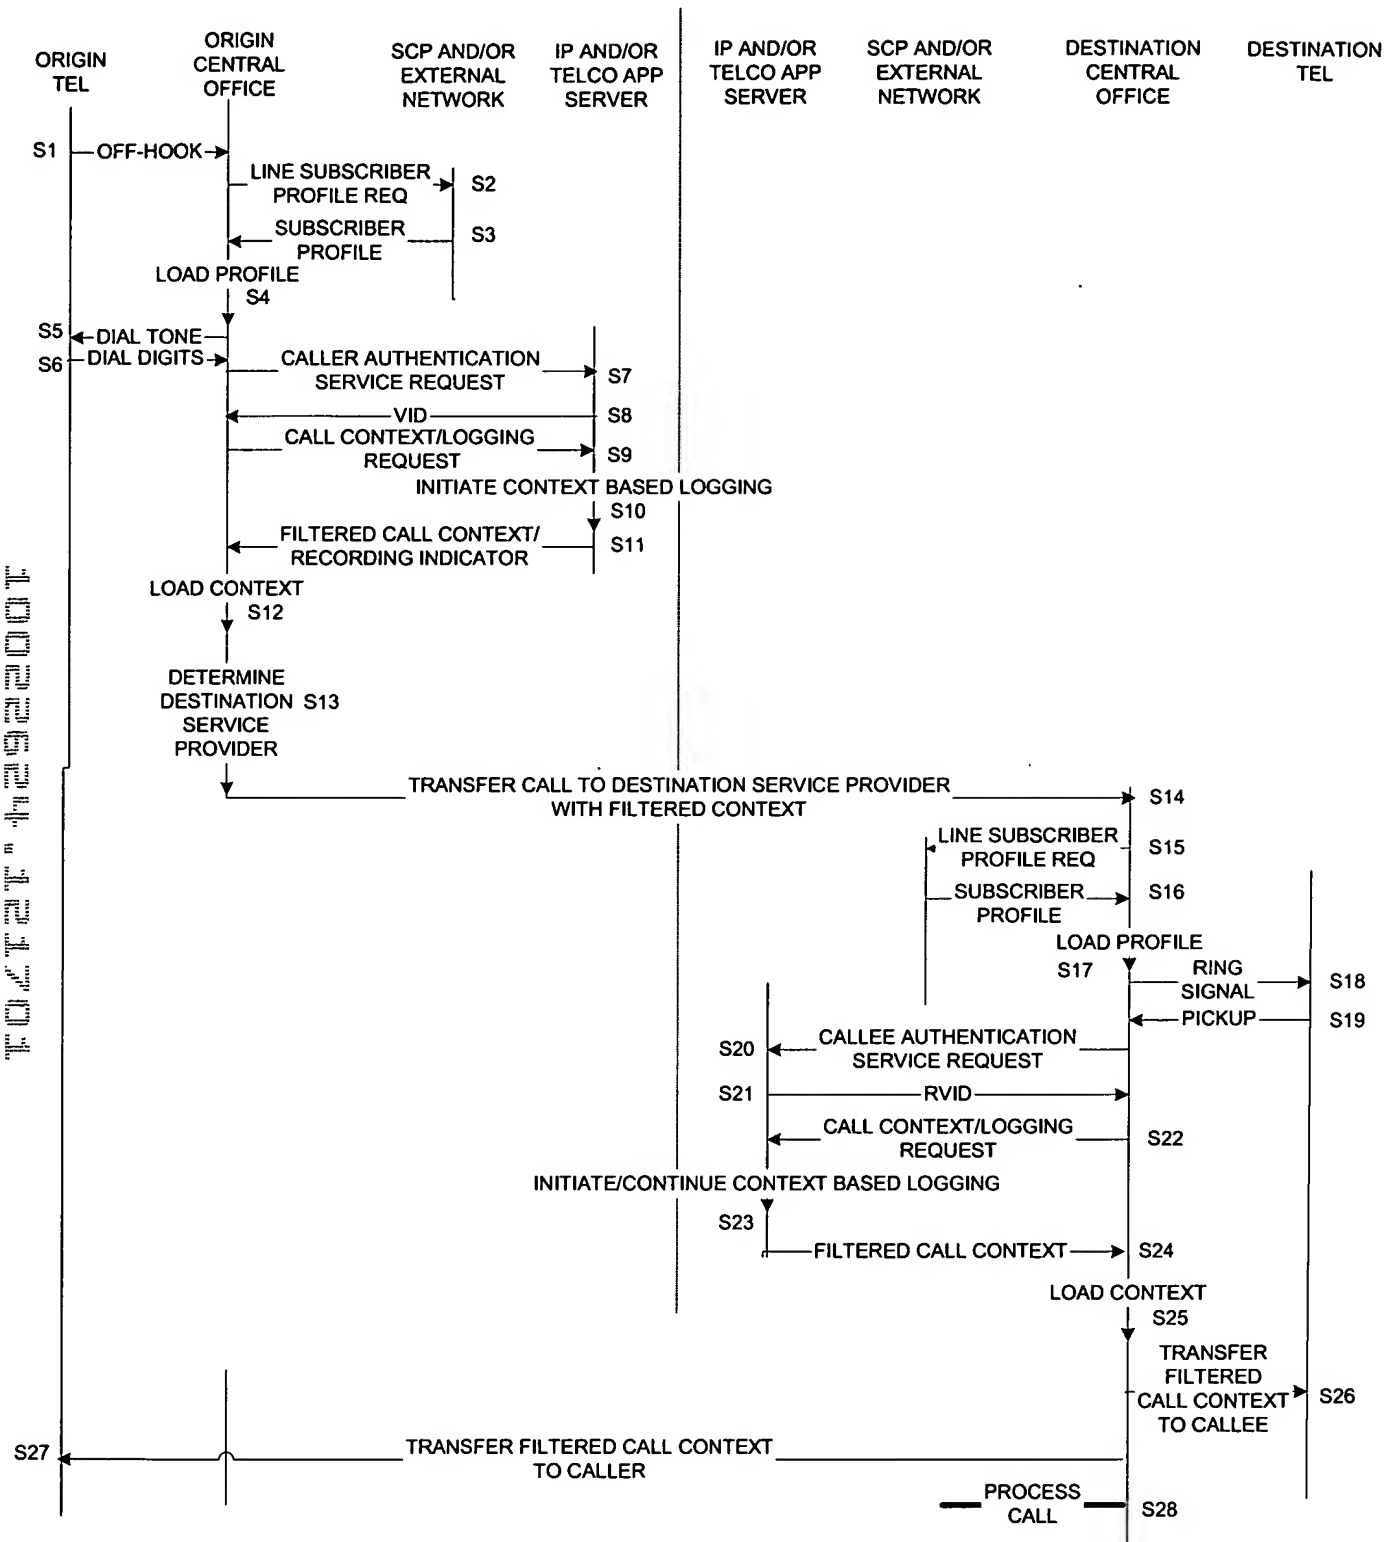 ORIGIN
TEL
ORIGIN
CENTRAL
OFFICE
SCP AND/OR
EXTERNAL
NETWORK
IP AND/OR
TELCO APP
SERVER
IP AND/OR
TELCO APP
SERVER
SCP AND/OR
EXTERNAL
NETWORK
DESTINATION
CENTRAL
OFFICE
DESTINATION
TEL
S1
OFF-HOOK
LINE SUBSCRIBER
PROFILE REQ
S2
SUBSCRIBER
PROFILE
S3
LOAD PROFILE
S4
S5
DIAL TONE
S6
DIAL DIGITS
CALLER AUTHENTICATION
SERVICE REQUEST
S7
VID
S8
CALL CONTEXT/LOGGING
REQUEST
S9
INITIATE CONTEXT BASED LOGGING
S10
FILTERED CALL CONTEXT/
RECORDING INDICATOR
S11
LOAD CONTEXT
S12
DETERMINE
DESTINATION S13
SERVICE
PROVIDER
TRANSFER CALL TO DESTINATION SERVICE PROVIDER
WITH FILTERED CONTEXT
S14
LINE SUBSCRIBER
PROFILE REQ
S15
SUBSCRIBER
PROFILE
S16
LOAD PROFILE
S17
RING
SIGNAL
S18
PICKUP
S19
S20
CALLEE AUTHENTICATION
SERVICE REQUEST
S21
RVID
CALL CONTEXT/LOGGING
REQUEST
S22
INITIATE/CONTINUE CONTEXT BASED LOGGING
S23
FILTERED CALL CONTEXT
S24
LOAD CONTEXT
S25
TRANSFER
FILTERED
CALL CONTEXT
TO CALLEE
S26
S27
TRANSFER FILTERED CALL CONTEXT
TO CALLER
PROCESS
CALL
S28
10022624.121701